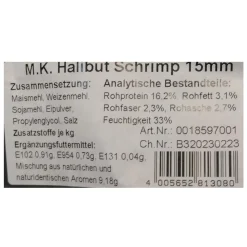 M.K. Halibut Schrimp 15mm
Zusammensetzung:
Maismehl, Weizenmehl,
Sojamehl, Eipulver,
Propylenglycol, Salz
Zusatzstoffe je kg
Ergänzungsfuttermittel:
E102 0.91g. E954 0,73g. E131 0,04g.
Mischung aus natürlichen und
naturidentischen Aromen 9,18g
Analytische Bestandteile:
Rohprotein 16,2%, Rohfett 3.1%
Rohfaser 2,3%, Rohasche 2,7%
Feuchtigkeit 33%
Art.Nr.: 0018597001
Ch.Nr.: B320230223
4 005652 813080